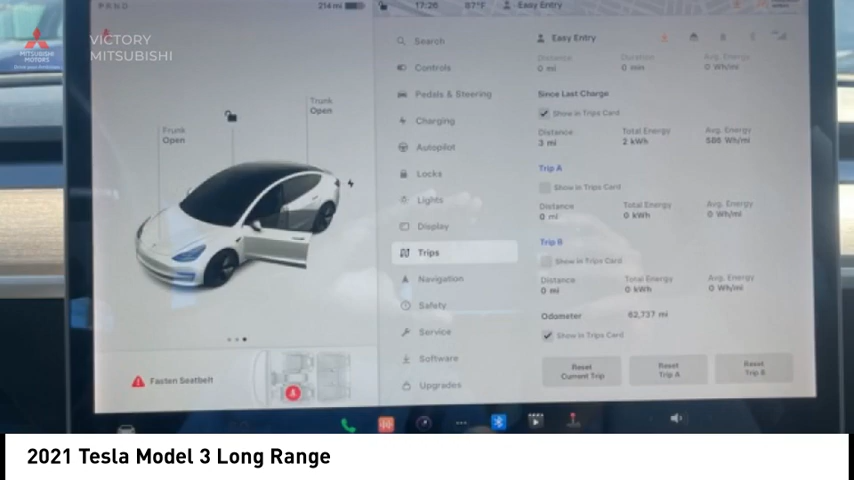 PRND
214 mi
17:26
87°F
Easy Entry
MITSUBISHI
MOTORS
VICTORY
MITSUBISHI
Search
Controls
Pedals & Steering
Charging
Autopilot
Locks
Lights
Display
Trips
Navigation
Safety
Service
Software
Upgrades
Trunk
Open
Frunk
Open
Fasten Seatbelt
Easy Entry
Distance Duration Avg. Energy
0 mi 0 min 0 Wh/mi
Since Last Charge
Show in Trips Card
Distance Total Energy Avg. Energy
3 mi 2 kWh 586 Wh/mi
Trip A
Show in Trips Card
Distance Total Energy Avg. Energy
0 mi 0 kWh 0 Wh/mi
Trip B
Show in Trips Card
Distance Total Energy Avg. Energy
0 mi 0 kWh 0 Wh/mi
Odometer 62,737 mi
Show in Trips Card
Reset
Current Trip
Reset
Trip A
Reset
Trip B
2021 Tesla Model 3 Long Range